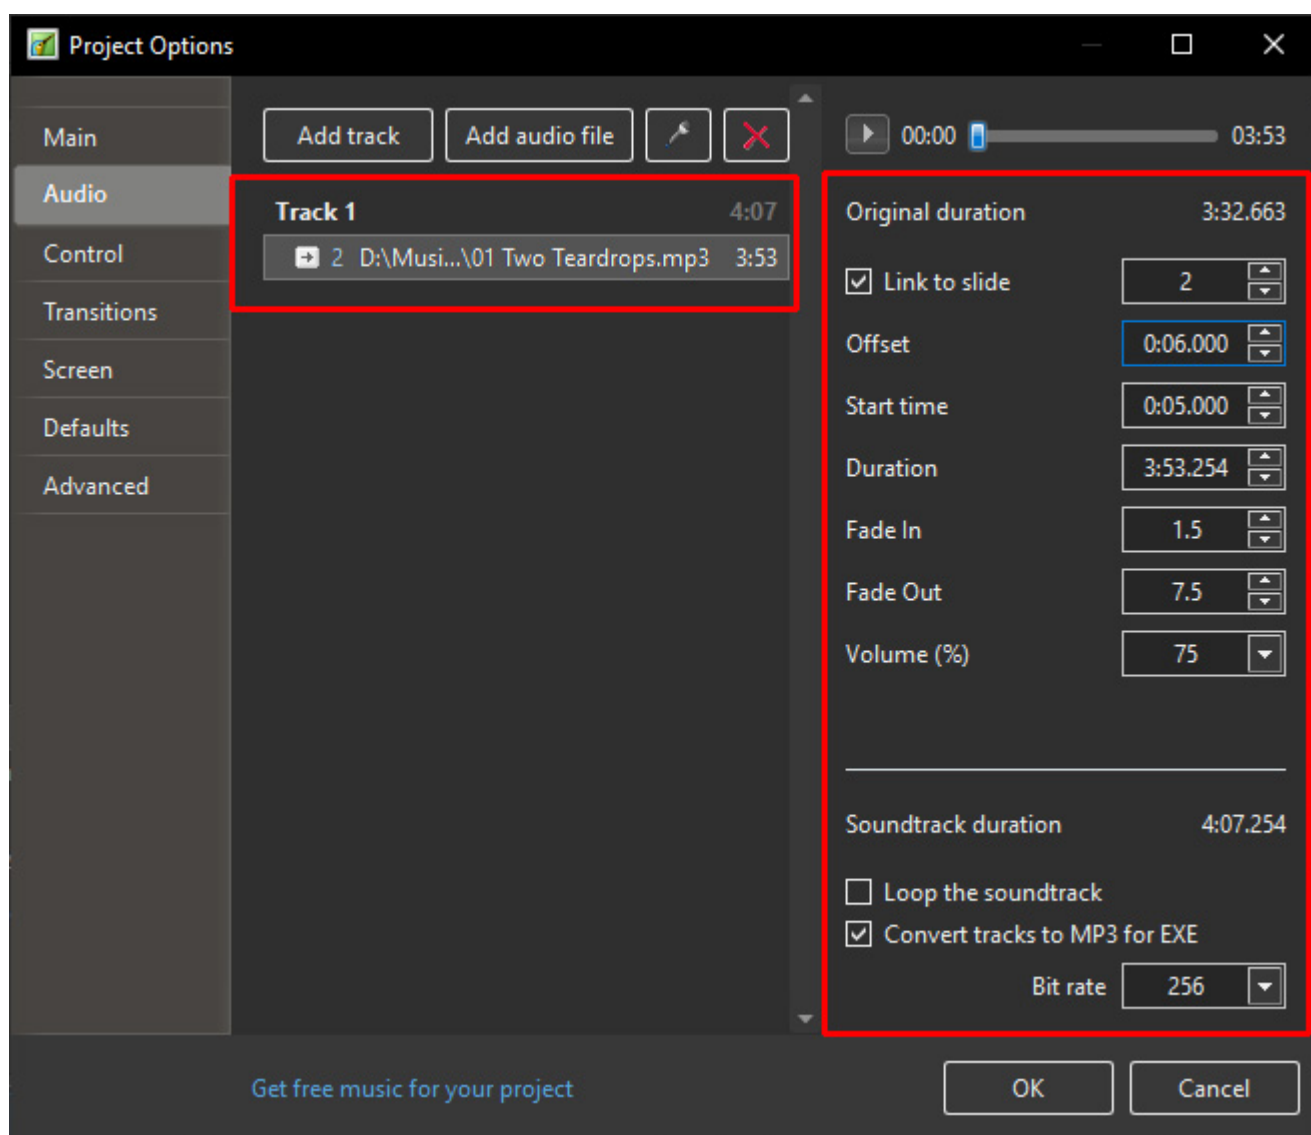 Project Options
Main
Audio
Control
Transitions
Screen
Defaults
Advanced
Add track Add audio file
Track 1 4:07
2 D:\Musi...\01 Two Teardrops.mp3 3:53
00:00 03:53
Original duration 3:32.663
Link to slide 2
Offset 0:06.000
Start time 0:05.000
Duration 3:53.254
Fade In 1.5
Fade Out 7.5
Volume (%) 75
Soundtrack duration 4:07.254
Loop the soundtrack
Convert tracks to MP3 for EXE
Bit rate 256
Get free music for your project
OK Cancel